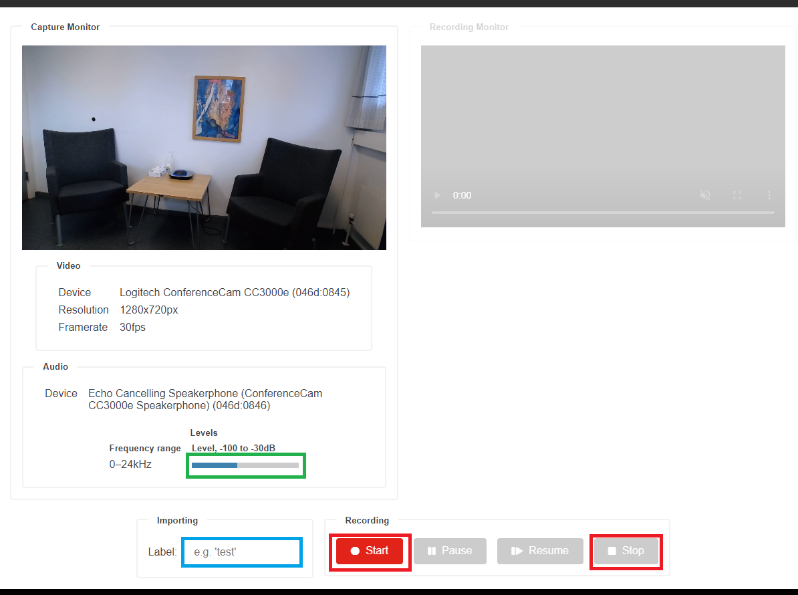 Capture Monitor
Recording Monitor
0:00
Video
Device Logitech ConferenceCam CC3000e (046d:0845)
Resolution 1280x720px
Framerate 30fps
Audio
Device Echo Cancelling Speakerphone (ConferenceCam
CC3000e Speakerphone) (046d:0846)
Levels
Frequency range Level, -100 to -30dB
0–24kHz
Importing
Label: e.g. 'test'
Recording
Start Pause Resume Stop